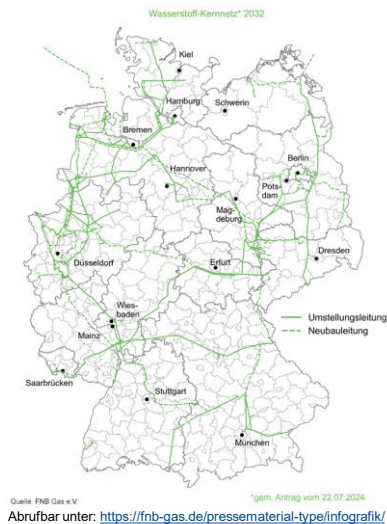 Wasserstoff-Kernnetz* 2032
Kiel
Hamburg
Schwerin
Bremen
Hannover
Berlin
Pots-
dam
Mag-
deburg
Düsseldorf
Erfurt
Dresden
Wies-
baden
Mainz
Umstellungsleitung
Neubauleitung
Saarbrücken
Stuttgart
München
Quelle: FNB Gas e.V.
*gem. Antrag vom 22.07.2024
Abrufbar unter: https://fnb-gas.de/pressematerial-type/infografik/